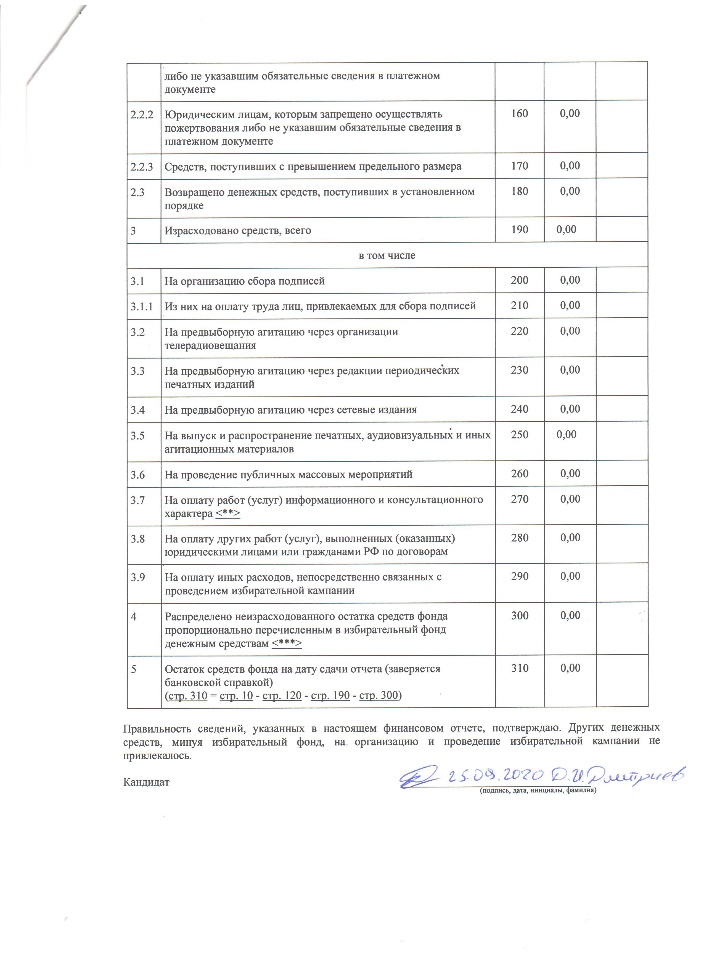 либо не указавшим обязательные сведения в платежном
документе
2.2.2 Юридическим лицам, которым запрещено осуществлять 160 0,00
пожертвования либо не указавшим обязательные сведения в
платежном документе
2.2.3 Средств, поступивших с превышением предельного размера 170 0,00
2.3 Возвращено денежных средств, поступивших в установленном 180 0,00
порядке
3 Израсходовано средств, всего 190 0,00
в том числе
3.1 На организацию сбора подписей 200 0,00
3.1.1 Из них на оплату труда лиц, привлекаемых для сбора подписей 210 0,00
3.2 На предвыборную агитацию через организации 220 0,00
телерадиовещания
3.3 На предвыборную агитацию через редакции периодических 230 0,00
печатных изданий
3.4 На предвыборную агитацию через сетевые издания 240 0,00
3.5 На выпуск и распространение печатных, аудиовизуальных и иных 250 0,00
агитационных материалов
3.6 На проведение публичных массовых мероприятий 260 0,00
3.7 На оплату работ (услуг) информационного и консультационного 270 0,00
характера <**>
3.8 На оплату других работ (услуг), выполненных (оказанных) 280 0,00
юридическими лицами или гражданами РФ по договорам
3.9 На оплату иных расходов, непосредственно связанных с 290 0,00
проведением избирательной кампании
4 Распределено неизрасходованного остатка средств фонда 300 0,00
пропорционально перечисленным в избирательный фонд
денежным средствам <***>
5 Остаток средств фонда на дату сдачи отчета (заверяется 310 0,00
банковской справкой)
(стр. 310 = стр. 10 - стр. 120 - стр. 190 - стр. 300)
Правильность сведений, указанных в настоящем финансовом отчете, подтверждаю. Других денежных
средств, минуя избирательный фонд, на организацию и проведение избирательной кампании не
привлекалось.
Кандидат 25.09.2020 Д.И.Дмитриев
(подпись, дата, инициалы, фамилия)